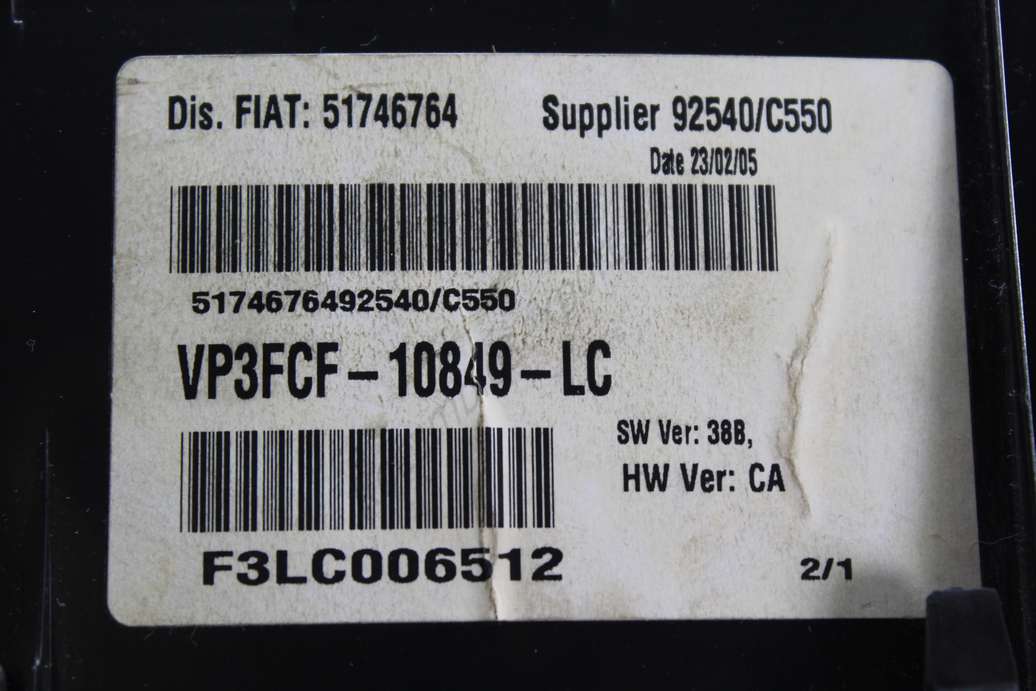 Dis. FIAT: 51746764
Supplier 92540/C550
Date 23/02/05
5174676492540/C550
VP3FCF-10849-LC
SW Ver: 38B,
HW Ver: CA
F3LC006512
2/1